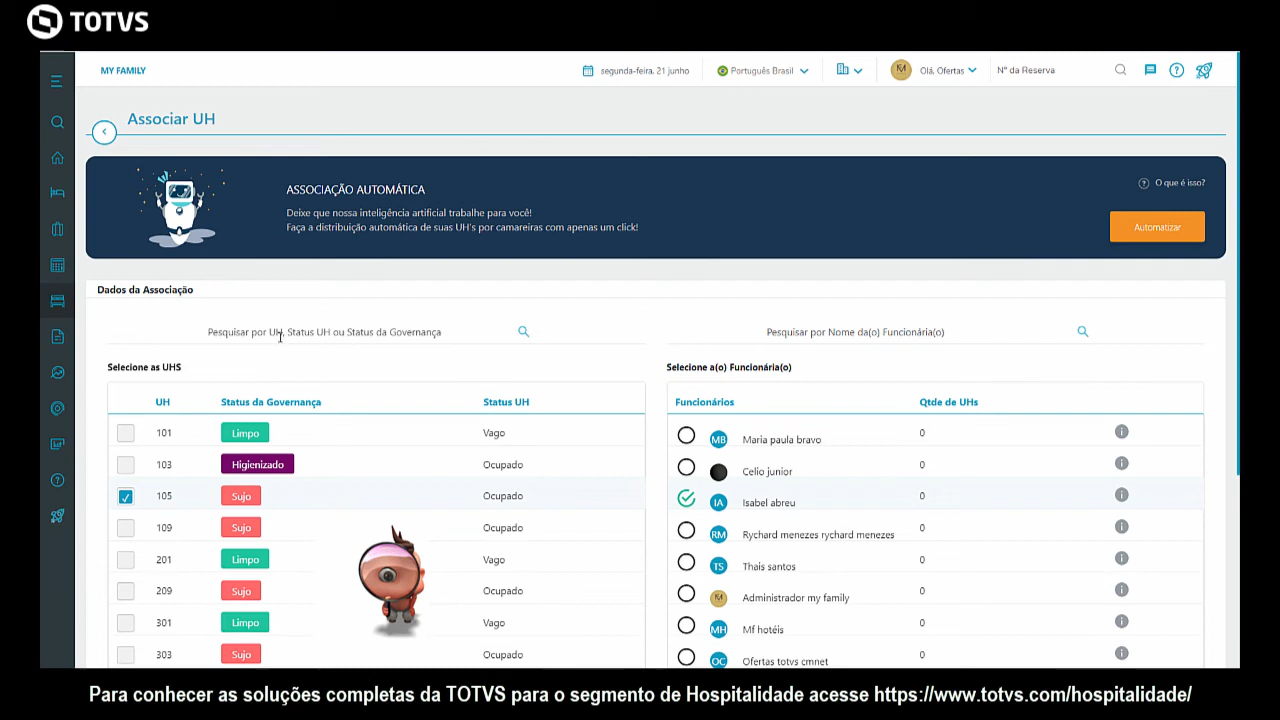 TOTVS
MY FAMILY
segunda-feira, 21 junho
Português Brasil
Olá, Ofertas
N° da Reserva
Associar UH
ASSOCIAÇÃO AUTOMÁTICA
Deixe que nossa inteligência artificial trabalhe para você!
Faça a distribuição automática de suas UH's por camareiras com apenas um click!
O que é isso?
Automatizar
Dados da Associação
Pesquisar por UH, Status UH ou Status da Governança
Pesquisar por Nome da(o) Funcionária(o)
Selecione as UHS
Selecione a(o) Funcionária(o)
UH Status da Governança Status UH
Funcionários Qtde de UHs
101 Limpo Vago
MB Maria paula bravo 0
103 Higienizado Ocupado
Celio junior 0
105 Sujo Ocupado
IA Isabel abreu 0
109 Sujo Ocupado
RM Rychard menezes rychard menezes 0
201 Limpo Vago
TS Thais santos 0
209 Sujo Ocupado
Administrador my family 0
301 Limpo Vago
MH Mf hotéis 0
303 Sujo Ocupado
OC Ofertas totvs cmnet 0
Para conhecer as soluções completas da TOTVS para o segmento de Hospitalidade acesse https://www.totvs.com/hospitalidade/